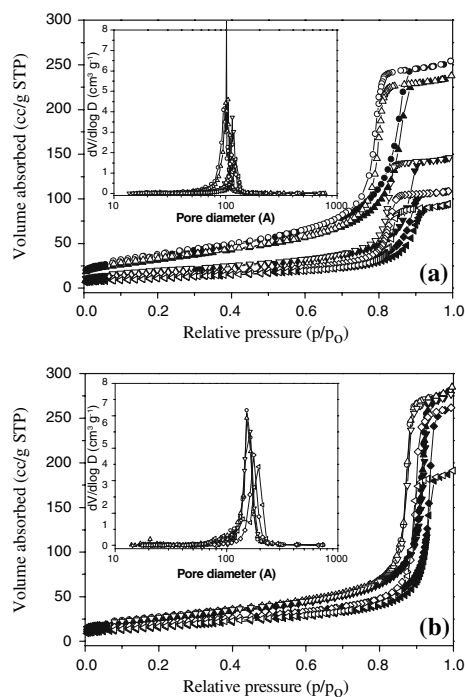 300
250
200
150
100
50
0
Volume absorbed (cc/g STP)
8
7
6
5
4
3
2
1
0
dV/dlog D (cm³ g⁻¹)
10 100 1000
Pore diameter (A)
(a)
0.0 0.2 0.4 0.6 0.8 1.0
Relative pressure (p/p₀)
300
250
200
150
100
50
0
Volume absorbed (cc/g STP)
8
7
6
5
4
3
2
1
0
dV/dlog D (cm³ g⁻¹)
10 100 1000
Pore diameter (A)
(b)
0.0 0.2 0.4 0.6 0.8 1.0
Relative pressure (p/p₀)